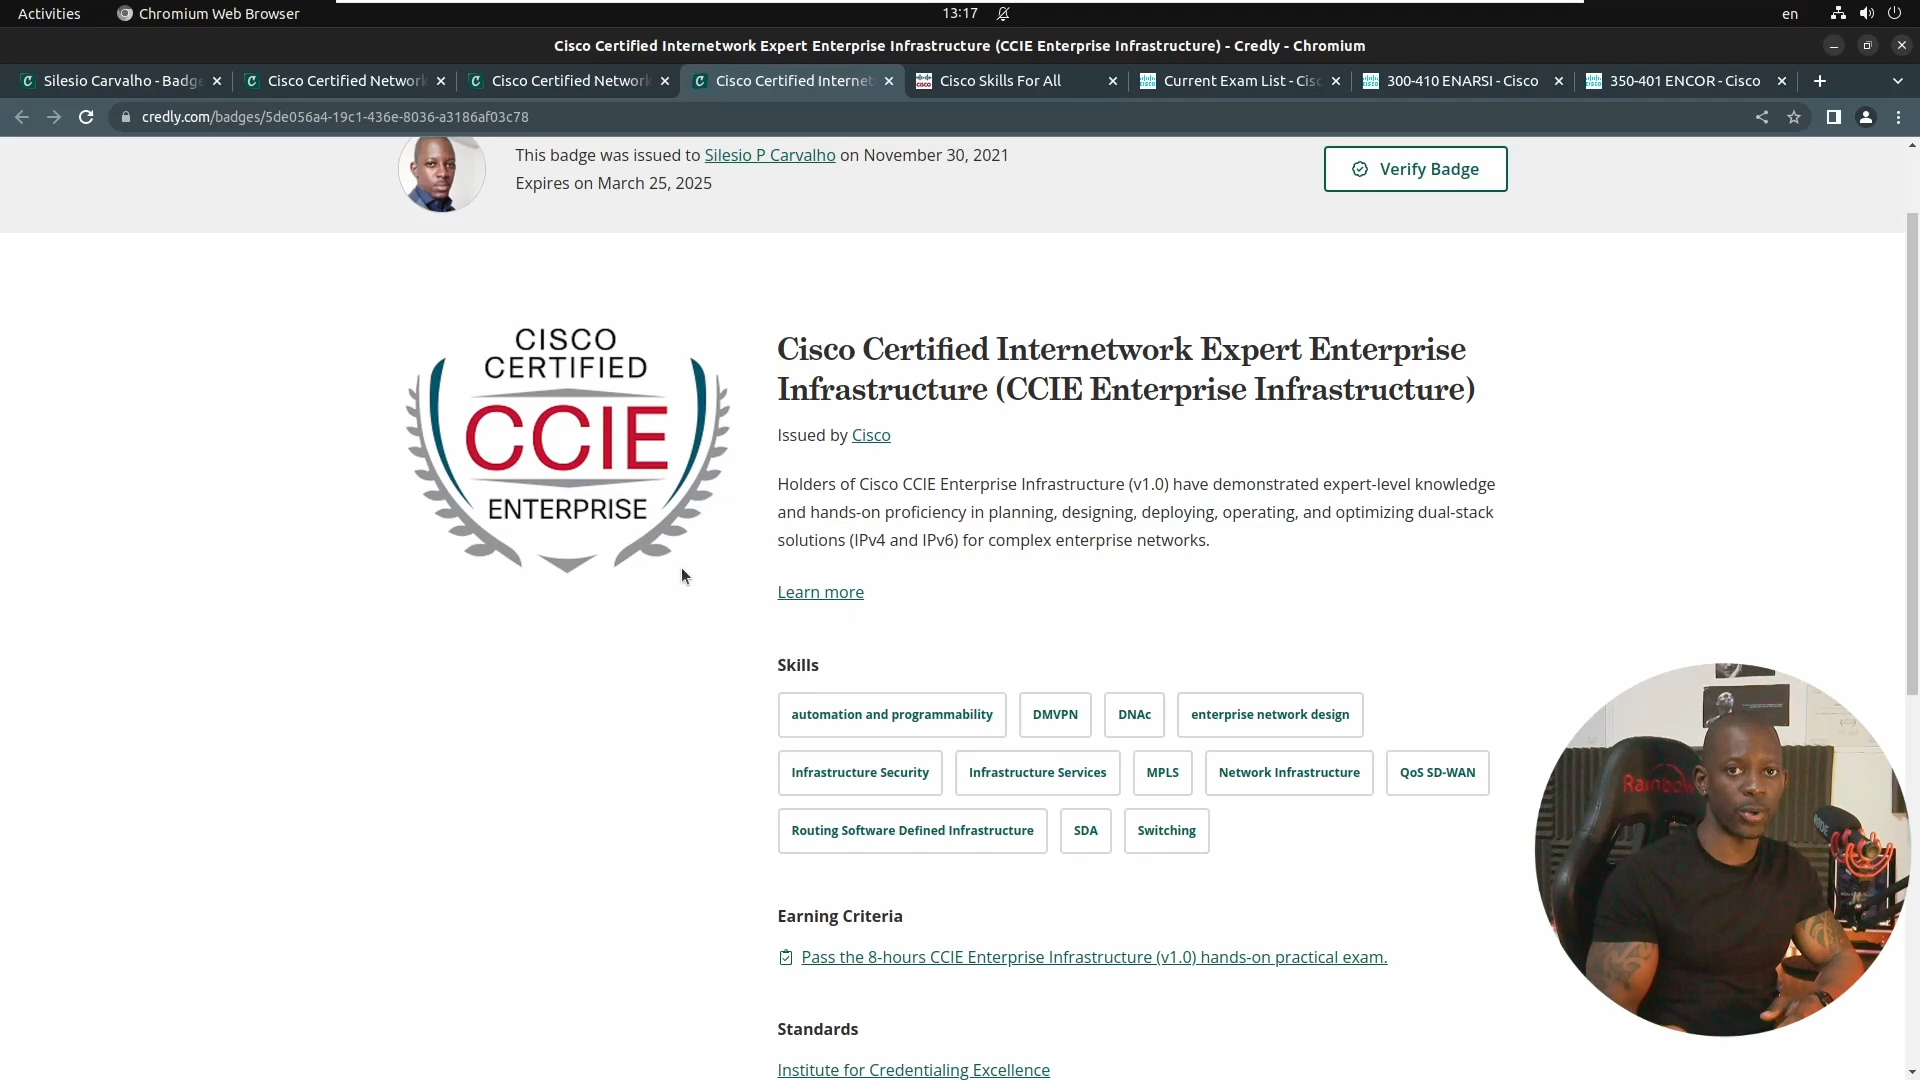 Activities
Chromium Web Browser
13:17
en
Cisco Certified Internetwork Expert Enterprise Infrastructure (CCIE Enterprise Infrastructure) - Credly - Chromium
Silesio Carvalho - Badge
Cisco Certified Network
Cisco Certified Network
Cisco Certified Internet
Cisco Skills For All
Current Exam List - Cisc
300-410 ENARSI - Cisco
350-401 ENCOR - Cisco
credly.com/badges/5de056a4-19c1-436e-8036-a3186af03c78
This badge was issued to Silesio P Carvalho on November 30, 2021
Expires on March 25, 2025
Verify Badge
CISCO
CERTIFIED
CCIE
ENTERPRISE
Cisco Certified Internetwork Expert Enterprise
Infrastructure (CCIE Enterprise Infrastructure)
Issued by Cisco
Holders of Cisco CCIE Enterprise Infrastructure (v1.0) have demonstrated expert-level knowledge
and hands-on proficiency in planning, designing, deploying, operating, and optimizing dual-stack
solutions (IPv4 and IPv6) for complex enterprise networks.
Learn more
Skills
automation and programmability
DMVPN
DNAc
enterprise network design
Infrastructure Security
Infrastructure Services
MPLS
Network Infrastructure
QoS SD-WAN
Routing Software Defined Infrastructure
SDA
Switching
Earning Criteria
Pass the 8-hours CCIE Enterprise Infrastructure (v1.0) hands-on practical exam.
Standards
Institute for Credentialing Excellence
RØDE